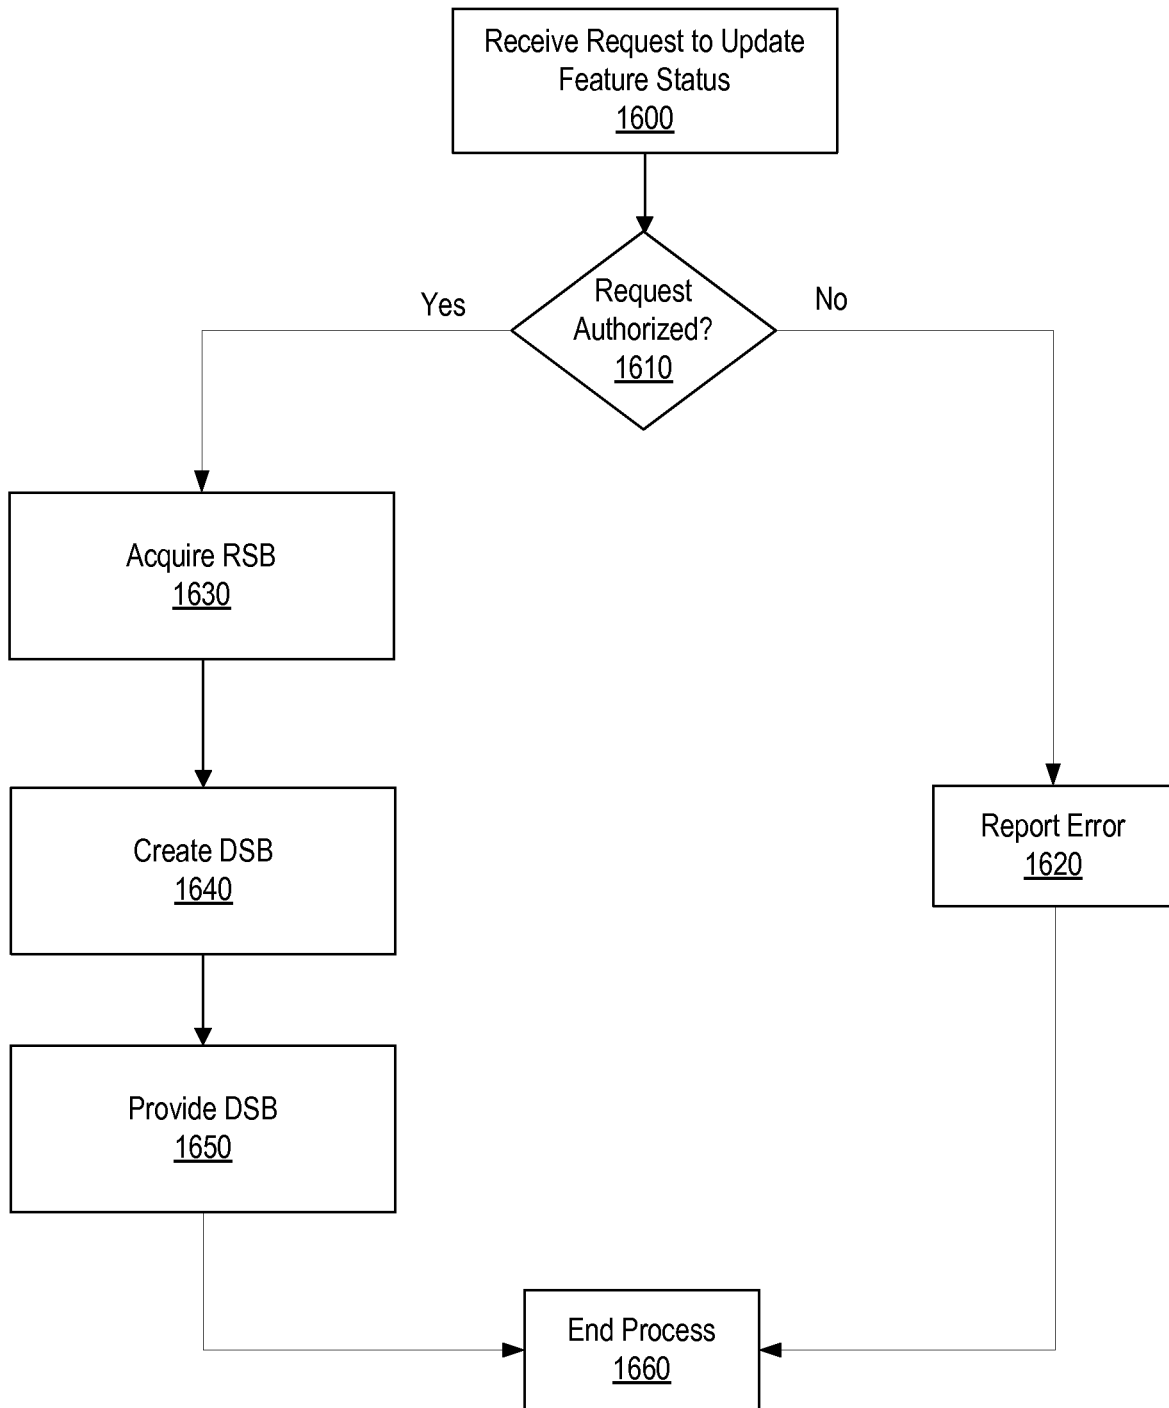 Receive Request to Update
Feature Status
1600
Yes
No
Request
Authorized?
1610
Acquire RSB
1630
Create DSB
1640
Report Error
1620
Provide DSB
1650
End Process
1660